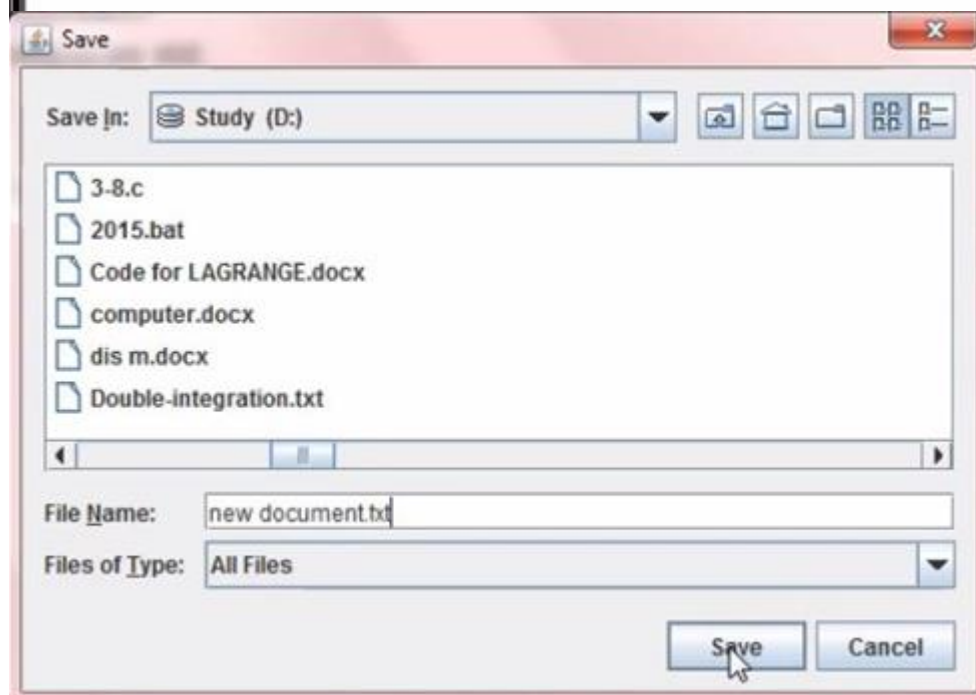 Save
Save In: Study (D:)
3-8.c
2015.bat
Code for LAGRANGE.docx
computer.docx
dis m.docx
Double-integration.txt
File Name: new document.txt
Files of Type: All Files
Save Cancel